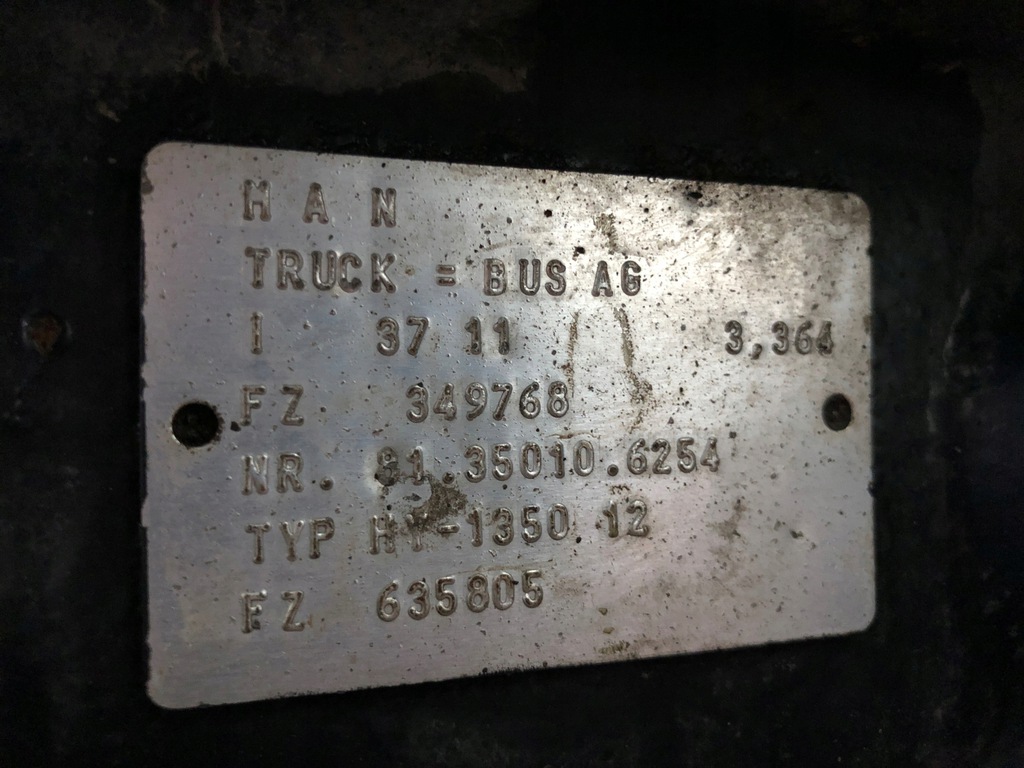 M A N
TRUCK = BUS AG
I 37 11 3,364
FZ 349768
NR. 81.35010.6254
TYP HY-1350 12
FZ 635805